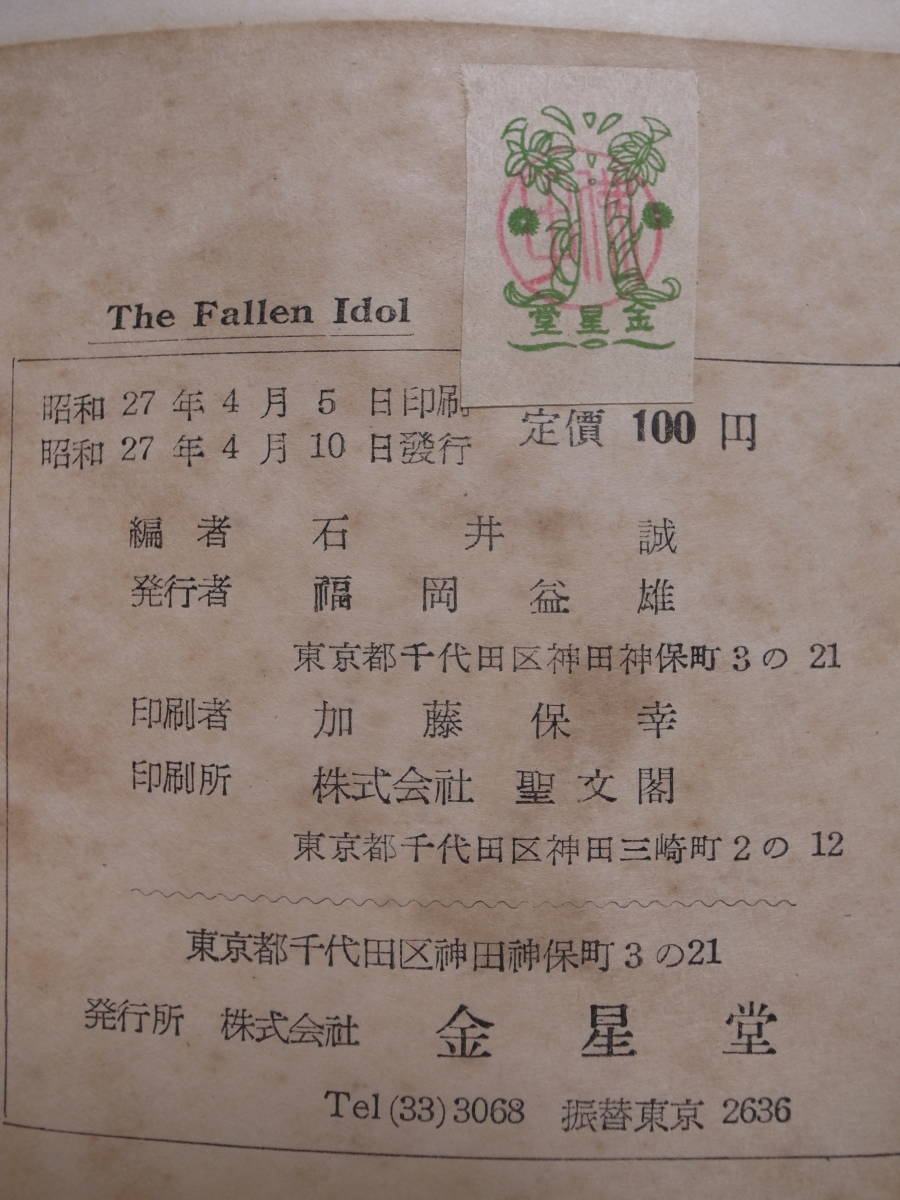 金星堂
The Fallen Idol
昭和 27 年 4 月 5 日印刷
昭和 27 年 4 月 10 日發行
定價 100 円
編者 石井誠
発行者 福岡益雄
東京都千代田区神田神保町3の21
印刷者 加藤保幸
印刷所 株式会社 聖文閣
東京都千代田区神田三崎町2の12
東京都千代田区神田神保町3の21
発行所 株式会社 金星堂
Tel (33) 3068 振替東京 2636